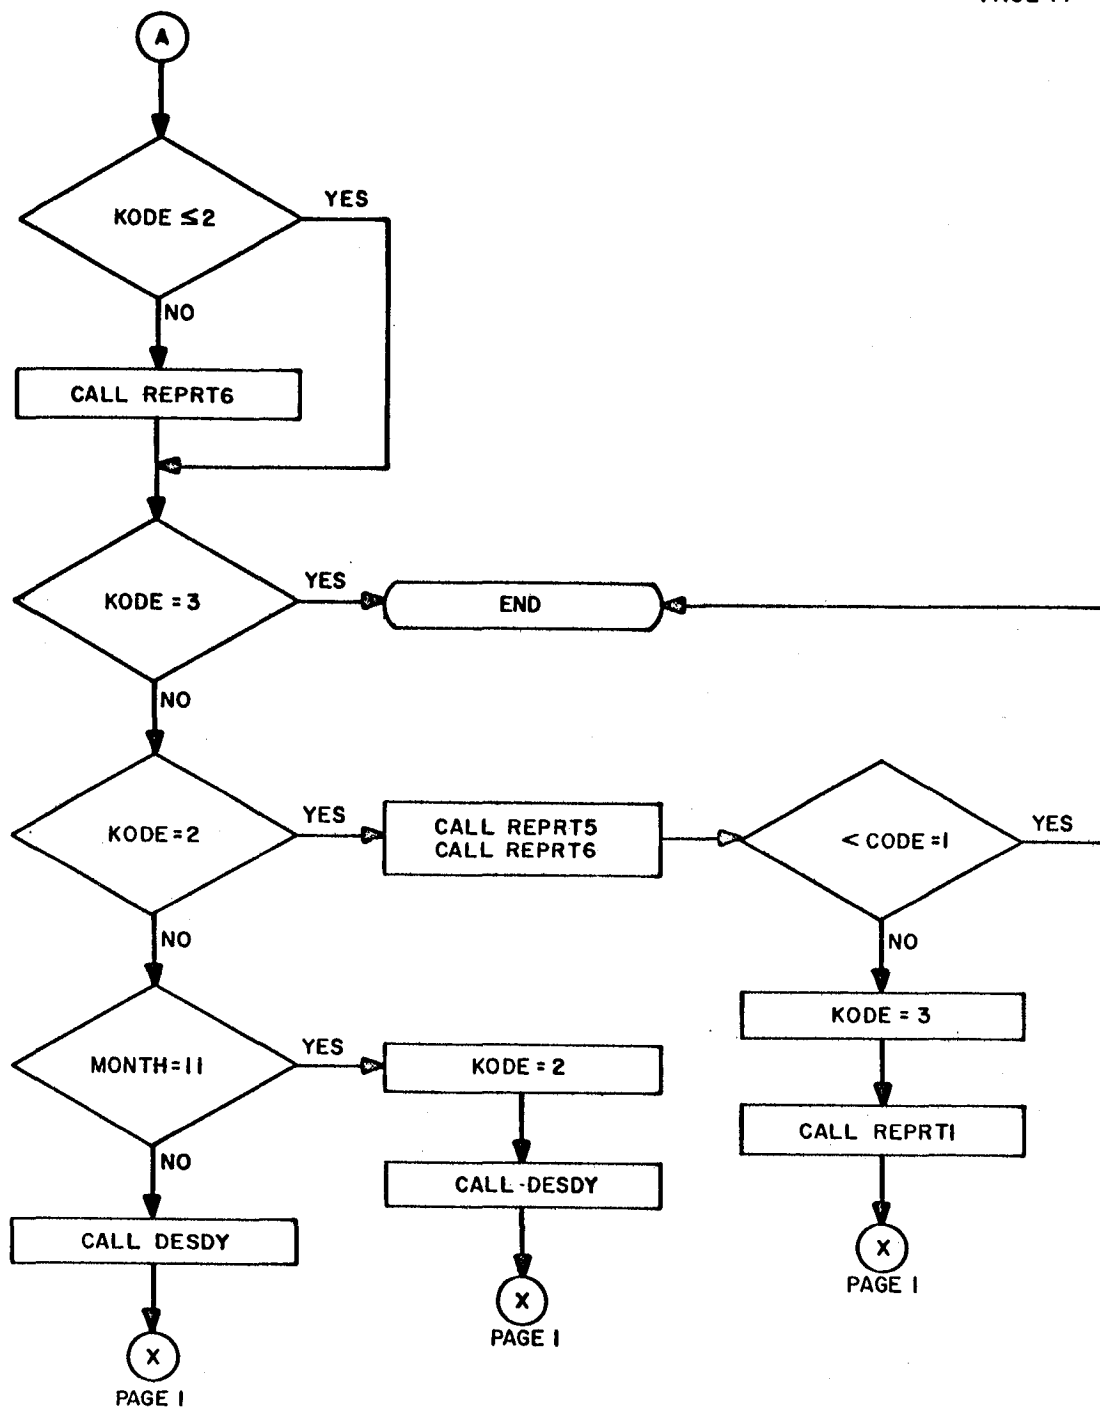 A
KODE ≤2
YES
NO
CALL REPRT6
KODE = 3
YES
END
NO
KODE=2
YES
CALL REPRT5
CALL REPRT6
< CODE =1
YES
NO
NO
KODE = 3
MONTH=11
YES
KODE = 2
CALL REPRT1
NO
CALL-DESDY
CALL DESDY
X
PAGE 1
X
PAGE 1
X
PAGE 1